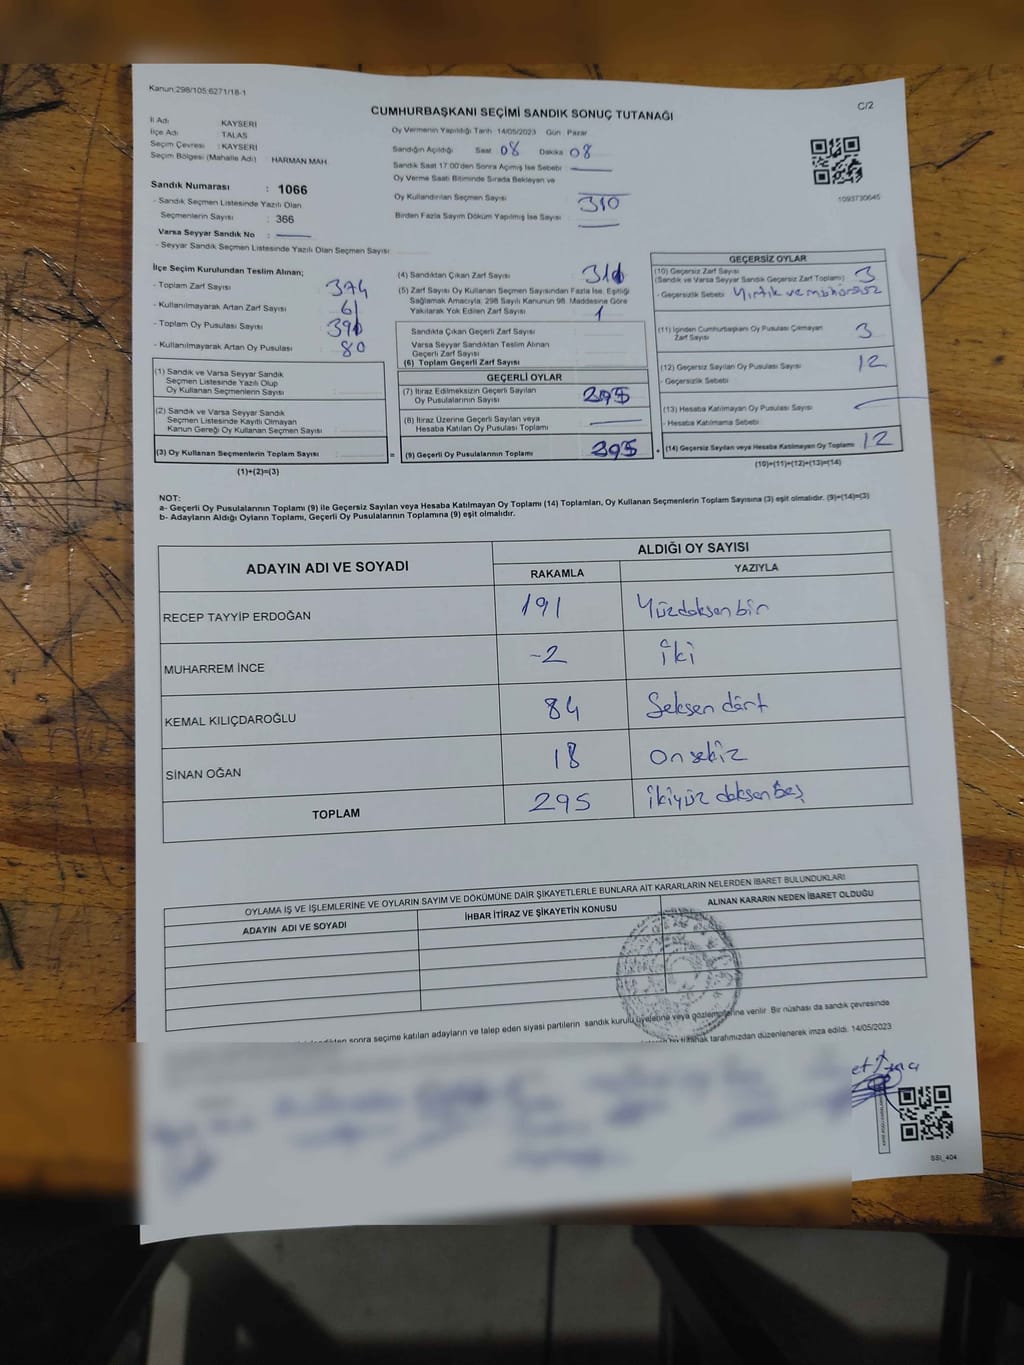 Kanun;298/105;6271/18-1
C/2
CUMHURBAŞKANI SEÇİMİ SANDIK SONUÇ TUTANAĞI
İl Adı : KAYSERİ
İlçe Adı : TALAS
Seçim Çevresi : KAYSERİ
Seçim Bölgesi (Mahalle Adı) : HARMAN MAH.
Sandık Numarası : 1066
- Sandık Seçmen Listesinde Yazılı Olan
Seçmenlerin Sayısı : 366
Varsa Seyyar Sandık No :
- Seyyar Sandık Seçmen Listesinde Yazılı Olan Seçmen Sayısı:
Oy Vermenin Yapıldığı Tarih 14/05/2023 Gün : Pazar
Sandığın Açıldığı Saat 08 Dakika 08
Sandık Saat 17:00'den Sonra Açılmış İse Sebebi :
Oy Verme Saati Bitiminde Sırada Bekleyen ve
Oy Kullandırılan Seçmen Sayısı 310
Birden Fazla Sayım Döküm Yapılmış İse Sayısı
1093730645
İlçe Seçim Kurulundan Teslim Alınan;
- Toplam Zarf Sayısı : 374
- Kullanılmayarak Artan Zarf Sayısı : 61
- Toplam Oy Pusulası Sayısı :
- Kullanılmayarak Artan Oy Pusulası : 80
(1) Sandık ve Varsa Seyyar Sandık
Seçmen Listesinde Yazılı Olup
Oy Kullanan Seçmenlerin Sayısı
(2) Sandık ve Varsa Seyyar Sandık
Seçmen Listesinde Kayıtlı Olmayan
Kanun Gereği Oy Kullanan Seçmen Sayısı
(3) Oy Kullanan Seçmenlerin Toplam Sayısı =
(1)+(2)=(3)
(4) Sandıktan Çıkan Zarf Sayısı
(5) Zarf Sayısı Oy Kullanan Seçmen Sayısından Fazla İse, Eşitliği
Sağlamak Amacıyla; 298 Sayılı Kanunun 98. Maddesine Göre
Yakılarak Yok Edilen Zarf Sayısı 1
Sandıkta Çıkan Geçerli Zarf Sayısı
Varsa Seyyar Sandıktan Teslim Alınan
Geçerli Zarf Sayısı
(6) Toplam Geçerli Zarf Sayısı
GEÇERLİ OYLAR
(7) İtiraz Edilmeksizin Geçerli Sayılan
Oy Pusulalarının Sayısı 295
(8) İtiraz Üzerine Geçerli Sayılan veya
Hesaba Katılan Oy Pusulası Toplamı
(9) Geçerli Oy Pusulalarının Toplamı 295 +
GEÇERSİZ OYLAR
(10) Geçersiz Zarf Sayısı
(Sandık ve Varsa Seyyar Sandık Geçersiz Zarf Toplamı) 3
- Geçersizlik Sebebi Yırtık ve mühürsüz
(11) İçinden Cumhurbaşkanı Oy Pusulası Çıkmayan
Zarf Sayısı 3
(12) Geçersiz Sayılan Oy Pusulası Sayısı 12
- Geçersizlik Sebebi
(13) Hesaba Katılmayan Oy Pusulası Sayısı
- Hesaba Katılmama Sebebi
(14) Geçersiz Sayılan veya Hesaba Katılmayan Oy Toplamı 12
(10)+(11)+(12)+(13)=(14)
NOT:
a- Geçerli Oy Pusulalarının Toplamı (9) ile Geçersiz Sayılan veya Hesaba Katılmayan Oy Toplamı (14) Toplamları, Oy Kullanan Seçmenlerin Toplam Sayısına (3) eşit olmalıdır. (9)+(14)=(3)
b- Adayların Aldığı Oyların Toplamı, Geçerli Oy Pusulalarının Toplamına (9) eşit olmalıdır.
ADAYIN ADI VE SOYADI
ALDIĞI OY SAYISI
RAKAMLA YAZIYLA
RECEP TAYYİP ERDOĞAN 191 Yüzdoksanbir
MUHARREM İNCE -2 iki
KEMAL KILIÇDAROĞLU 84 Seksen dört
SİNAN OĞAN 18 On sekiz
TOPLAM 295 ikiyüz doksan beş
OYLAMA İŞ VE İŞLEMLERİNE VE OYLARIN SAYIM VE DÖKÜMÜNE DAİR ŞİKAYETLERLE BUNLARA AİT KARARLARIN NELERDEN İBARET BULUNDUKLARI
ADAYIN ADI VE SOYADI
İHBAR İTİRAZ VE ŞİKAYETİN KONUSU
ALINAN KARARIN NEDEN İBARET OLDUĞU
sonra seçime katılan adayların ve talep eden siyasi partilerin sandık kurulu üyelerine veya gözlemcilerine verilir. Bir nüshası da sandık çevresinde
tutanak tarafımızdan düzenlenerek imza edildi. 14/05/2023
SSI_404